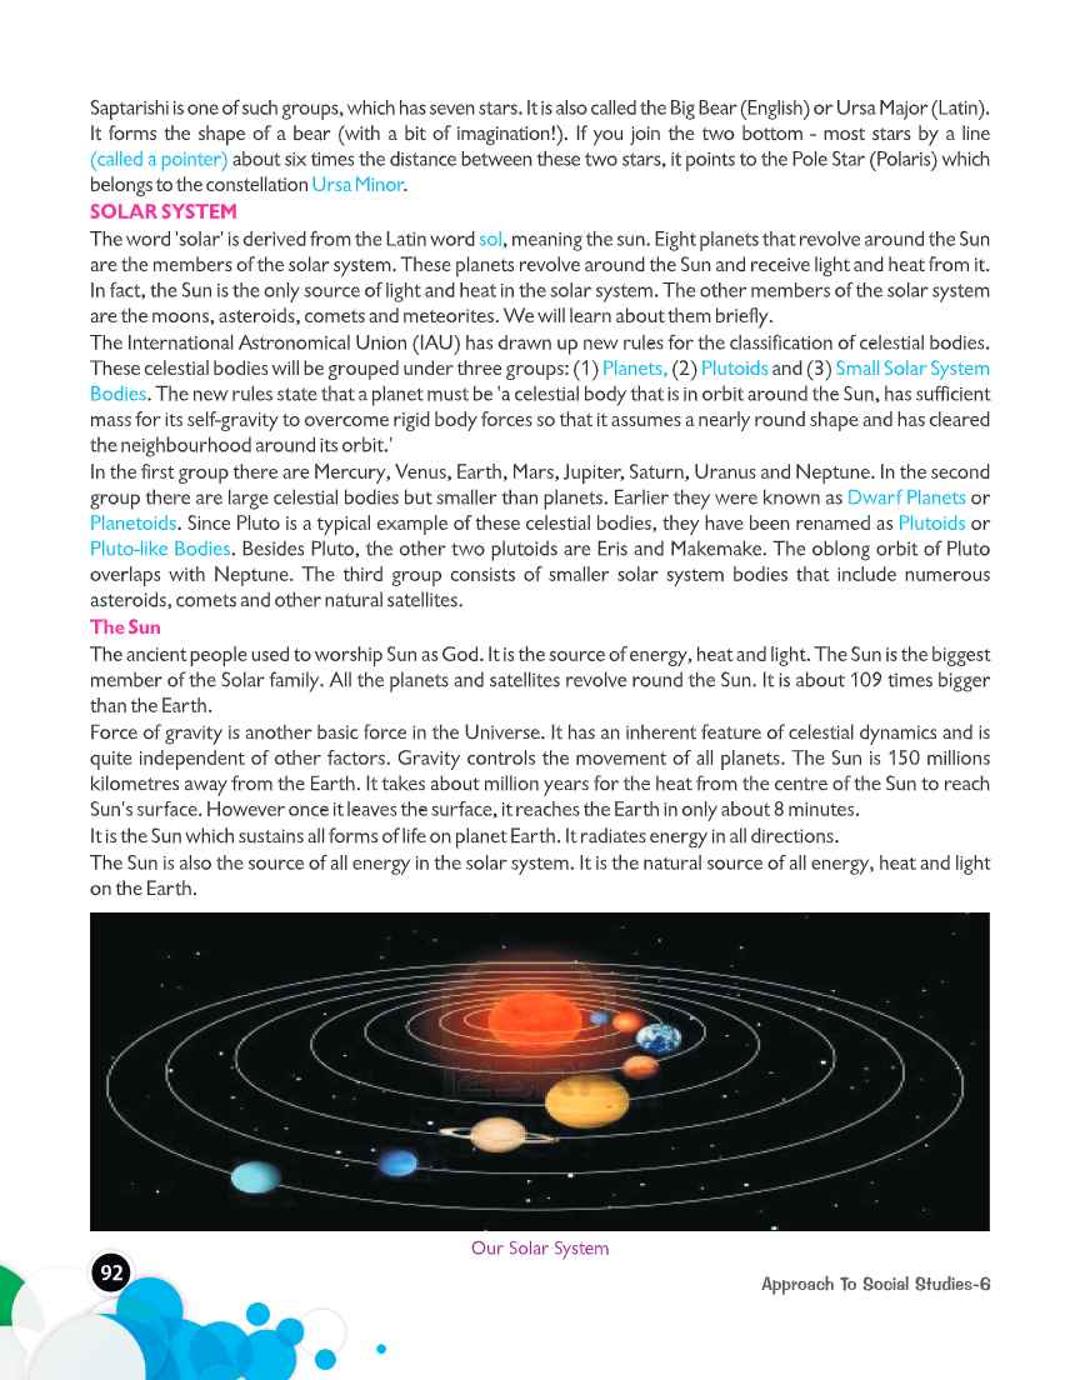 Saptarishi is one of such groups, which has seven stars. It is also called the Big Bear (English) or Ursa Major (Latin).
It forms the shape of a bear (with a bit of imagination!). If you join the two bottom - most stars by a line
(called a pointer) about six times the distance between these two stars, it points to the Pole Star (Polaris) which
belongs to the constellation Ursa Minor.
SOLAR SYSTEM
The word 'solar' is derived from the Latin word sol, meaning the sun. Eight planets that revolve around the Sun
are the members of the solar system. These planets revolve around the Sun and receive light and heat from it.
In fact, the Sun is the only source of light and heat in the solar system. The other members of the solar system
are the moons, asteroids, comets and meteorites. We will learn about them briefly.
The International Astronomical Union (IAU) has drawn up new rules for the classification of celestial bodies.
These celestial bodies will be grouped under three groups: (1) Planets, (2) Plutoids and (3) Small Solar System
Bodies. The new rules state that a planet must be 'a celestial body that is in orbit around the Sun, has sufficient
mass for its self-gravity to overcome rigid body forces so that it assumes a nearly round shape and has cleared
the neighbourhood around its orbit.'
In the first group there are Mercury, Venus, Earth, Mars, Jupiter, Saturn, Uranus and Neptune. In the second
group there are large celestial bodies but smaller than planets. Earlier they were known as Dwarf Planets or
Planetoids. Since Pluto is a typical example of these celestial bodies, they have been renamed as Plutoids or
Pluto-like Bodies. Besides Pluto, the other two plutoids are Eris and Makemake. The oblong orbit of Pluto
overlaps with Neptune. The third group consists of smaller solar system bodies that include numerous
asteroids, comets and other natural satellites.
The Sun
The ancient people used to worship Sun as God. It is the source of energy, heat and light. The Sun is the biggest
member of the Solar family. All the planets and satellites revolve round the Sun. It is about 109 times bigger
than the Earth.
Force of gravity is another basic force in the Universe. It has an inherent feature of celestial dynamics and is
quite independent of other factors. Gravity controls the movement of all planets. The Sun is 150 millions
kilometres away from the Earth. It takes about million years for the heat from the centre of the Sun to reach
Sun's surface. However once it leaves the surface, it reaches the Earth in only about 8 minutes.
It is the Sun which sustains all forms of life on planet Earth. It radiates energy in all directions.
The Sun is also the source of all energy in the solar system. It is the natural source of all energy, heat and light
on the Earth.
Our Solar System
92
Approach To Social Studies-6